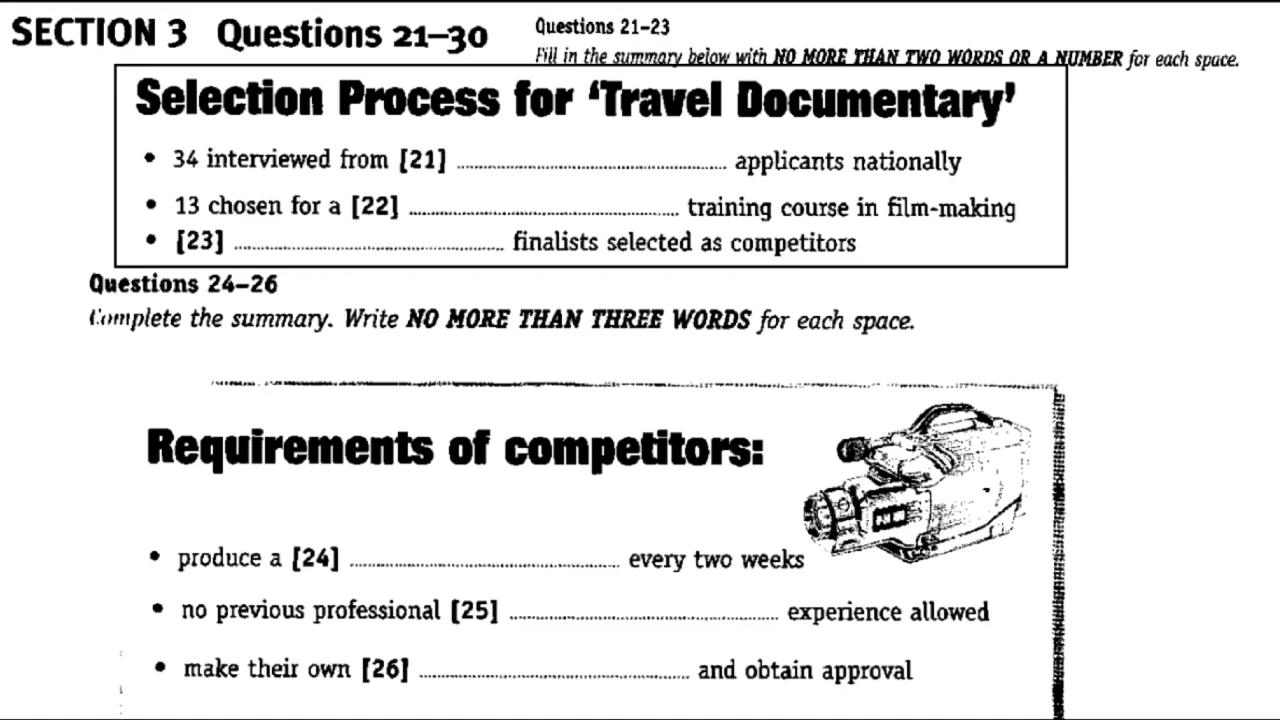 SECTION 3 Questions 21–30
Questions 21–23
Fill in the summary below with NO MORE THAN TWO WORDS OR A NUMBER for each space.
Selection Process for ‘Travel Documentary’
• 34 interviewed from [21] ........................................ applicants nationally
• 13 chosen for a [22] ........................................ training course in film-making
• [23] ........................................ finalists selected as competitors
Questions 24–26
Complete the summary. Write NO MORE THAN THREE WORDS for each space.
Requirements of competitors:
• produce a [24] ........................................ every two weeks
• no previous professional [25] ........................................ experience allowed
• make their own [26] ........................................ and obtain approval